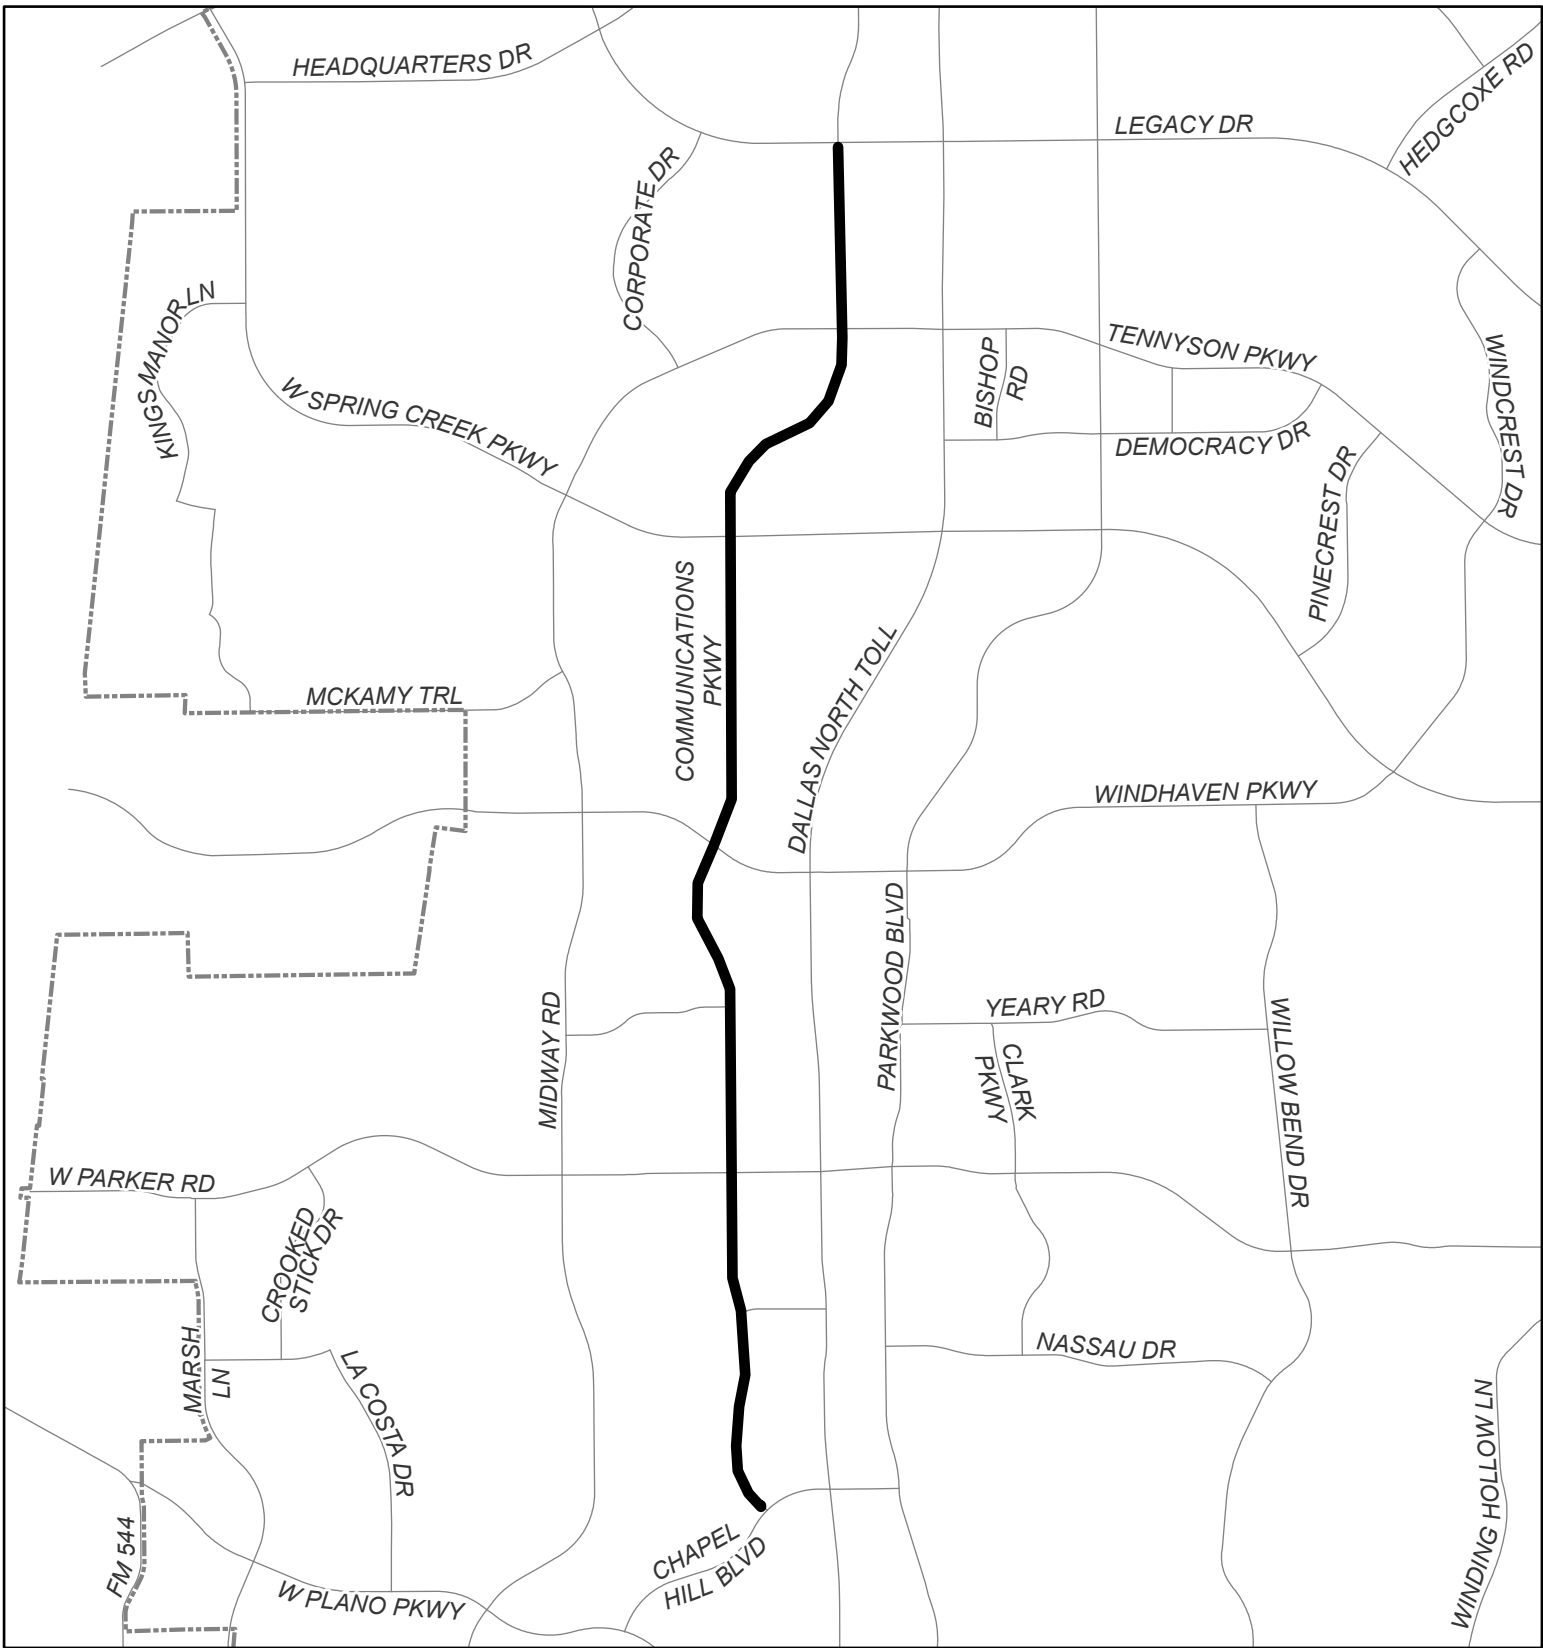 HEADQUARTERS DR
LEGACY DR
HEDGCOXE RD
CORPORATE DR
KINGS MANOR LN
W SPRING CREEK PKWY
BISHOP
RD
TENNYSON PKWY
DEMOCRACY DR
WINDCREST DR
PINECREST DR
COMMUNICATIONS
PKWY
DALLAS NORTH TOLL
MCKAMY TRL
WINDHAVEN PKWY
PARKWOOD BLVD
MIDWAY RD
YEARY RD
CLARK
PKWY
WILLOW BEND DR
W PARKER RD
CROOKED
STICK DR
MARSH
LN
LA COSTA DR
NASSAU DR
WINDING HOLLOW LN
FM 544
W PLANO PKWY
CHAPEL
HILL BLVD